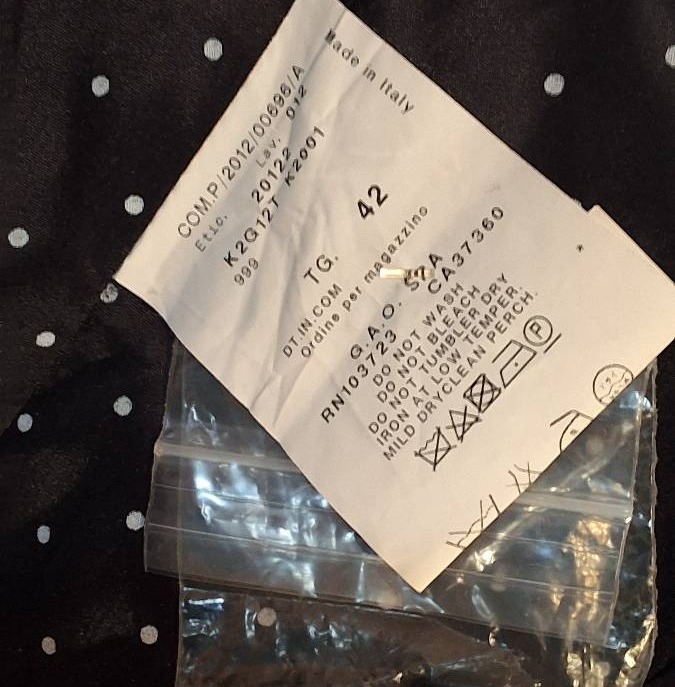 Made in Italy
COM.P/2012/00696/A
Etic. Lav. 012
20122
K2G12T K2001
999
TG. 42
DT.IN.COM
Ordine per magazzino
G.A.O.
RN103723 CA37360
DO NOT WASH
DO NOT BLEACH
DO NOT TUMBLER DRY
IRON AT LOW TEMPER.
MILD DRYCLEAN PERCH.
P